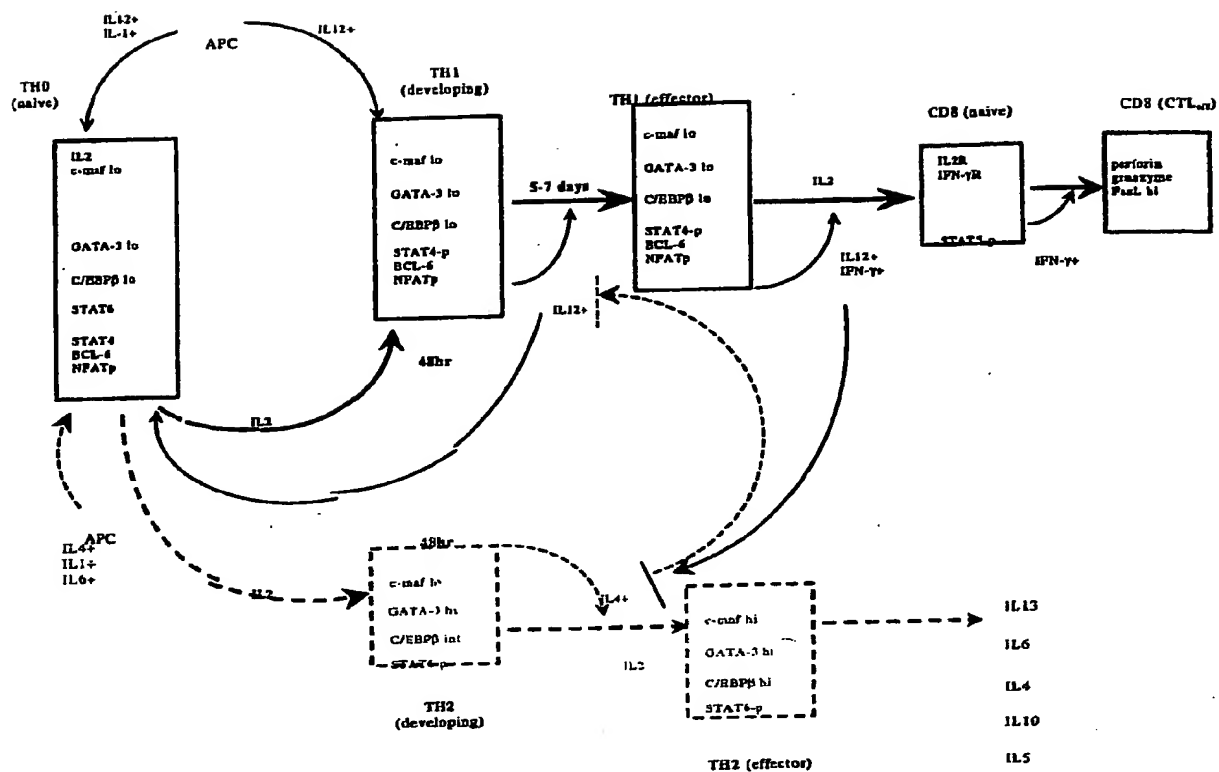 IL12+
IL-1+
APC
IL12+
TH0
(naive)
TH1
(developing)
TH1 (effector)
CD8 (naive)
CD8 (CTL
IL2
c-maf lo
GATA-3 lo
C/EBPβ lo
STAT6
STAT4
BCL-6
NFATp
c-maf lo
GATA-3 lo
C/EBPβ lo
STAT4-p
BCL-6
NFATp
5-7 days
c-maf lo
GATA-3 lo
C/EBPβ lo
STAT4-p
BCL-6
NFATp
IL2
IL2R
IFN-γR
perforin
granzyme
FasL hi
IL12+
IFN-γ+
IFN-γ+
IL12+
48hr
IL2
APC
IL4+
IL1+
IL6+
IL2
48hr
c-maf
GATA-3 hi
C/EBPβ int
STAT6-p
IL4+
IL2
c-maf hi
GATA-3 hi
C/EBPβ hi
STAT6-p
IL13
IL6
IL4
IL10
IL5
TH2
(developing)
TH2 (effector)